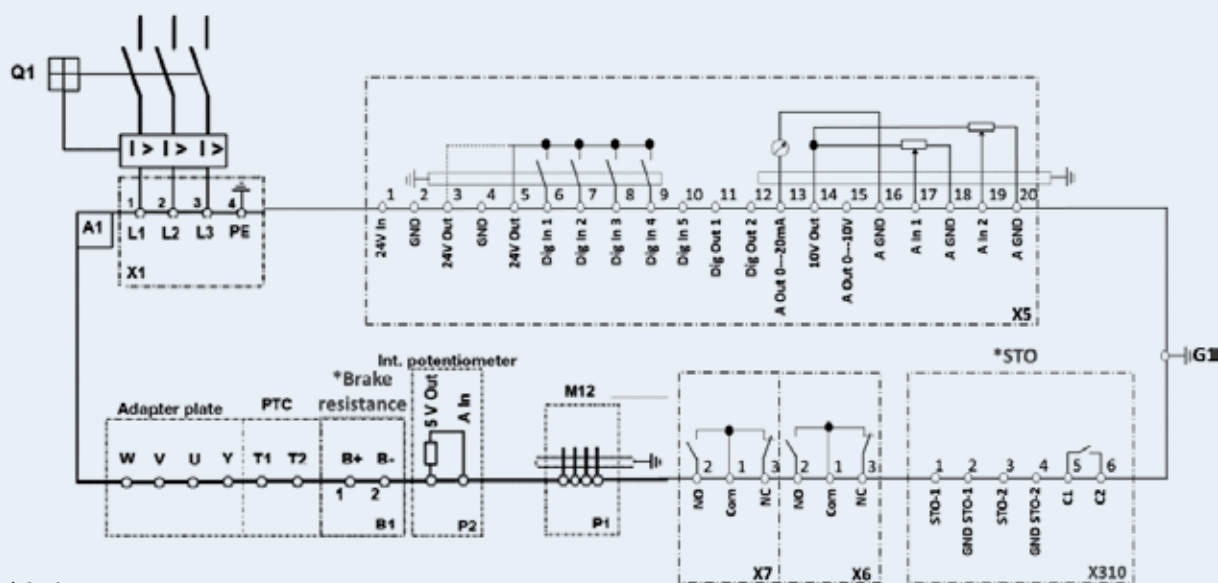 Q1
I > I > I >
1 2 3 4
L1 L2 L3 PE
A1
X1
1 2 3 4 5 6 7 8 9 10 11 12 13 14 15 16 17 18 19 20
24V In
GND
24V Out
GND
24V Out
Dig In 1
Dig In 2
Dig In 3
Dig In 4
Dig In 5
Dig Out 1
Dig Out 2
A Out 0---20mA
10V Out
A Out 0---10V
A GND
A In 1
A GND
A In 2
A GND
X5
G1
Adapter plate
W V U Y
PTC
T1 T2
*Brake
resistance
B+ B-
1 2
B1
Int. potentiometer
5 V Out
A In
P2
M12
P1
2 1 3
NO
Com
NC
X7
2 1 3
NO
Com
NC
X6
*STO
1 2 3 4 5 6
STO-1
GND STO-1
STO-2
GND STO-2
C1
C2
X310